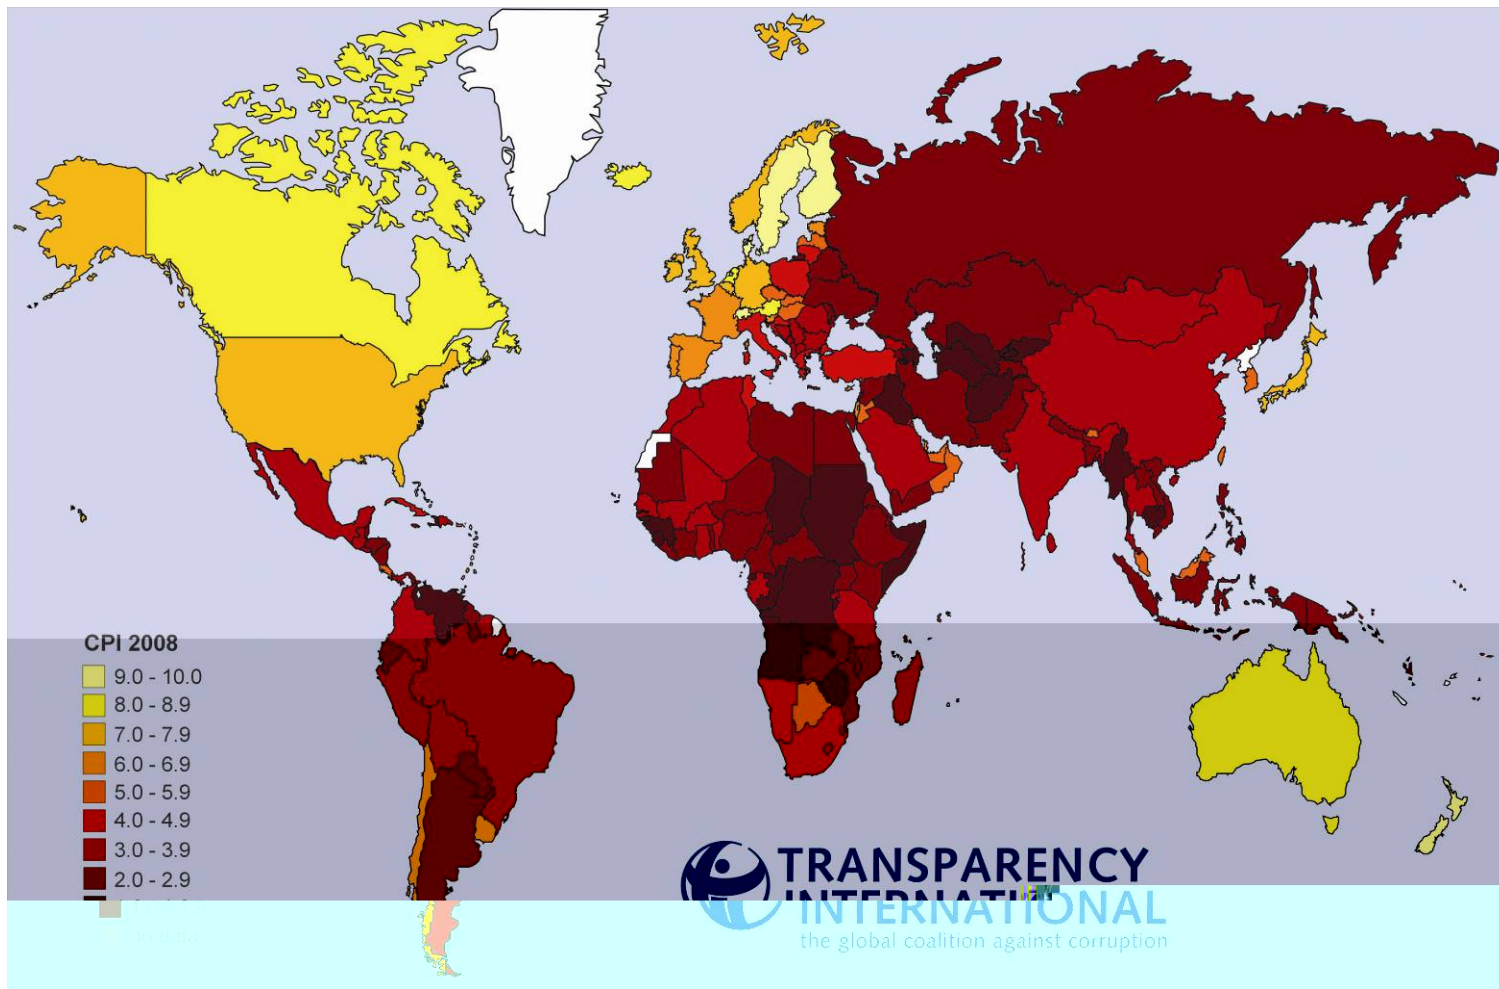 CPI 2008
9.0 - 10.0
8.0 - 8.9
7.0 - 7.9
6.0 - 6.9
5.0 - 5.9
4.0 - 4.9
3.0 - 3.9
2.0 - 2.9
TRANSPARENCY
INTERNATIONAL
the global coalition against corruption